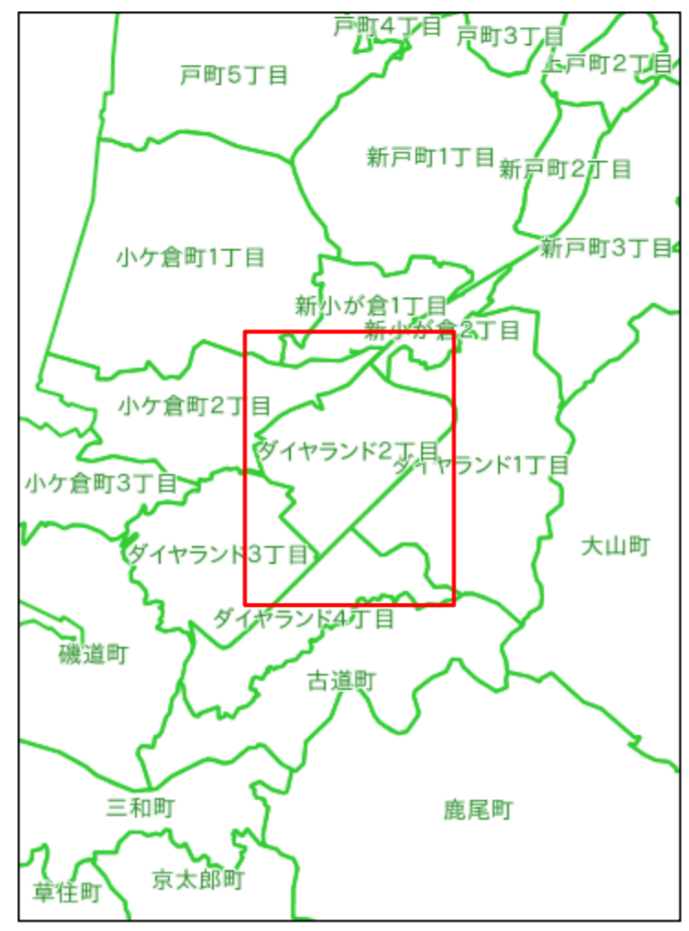 戸町4丁目
戸町3丁目
上戸町2丁目
戸町5丁目
新戸町1丁目
新戸町2丁目
新戸町3丁目
小ケ倉町1丁目
新小が倉1丁目
新小が倉2丁目
小ケ倉町2丁目
ダイヤランド2丁目
ダイヤランド1丁目
小ケ倉町3丁目
大山町
ダイヤランド3丁目
ダイヤランド4丁目
磯道町
古道町
三和町
鹿尾町
京太郎町
草住町